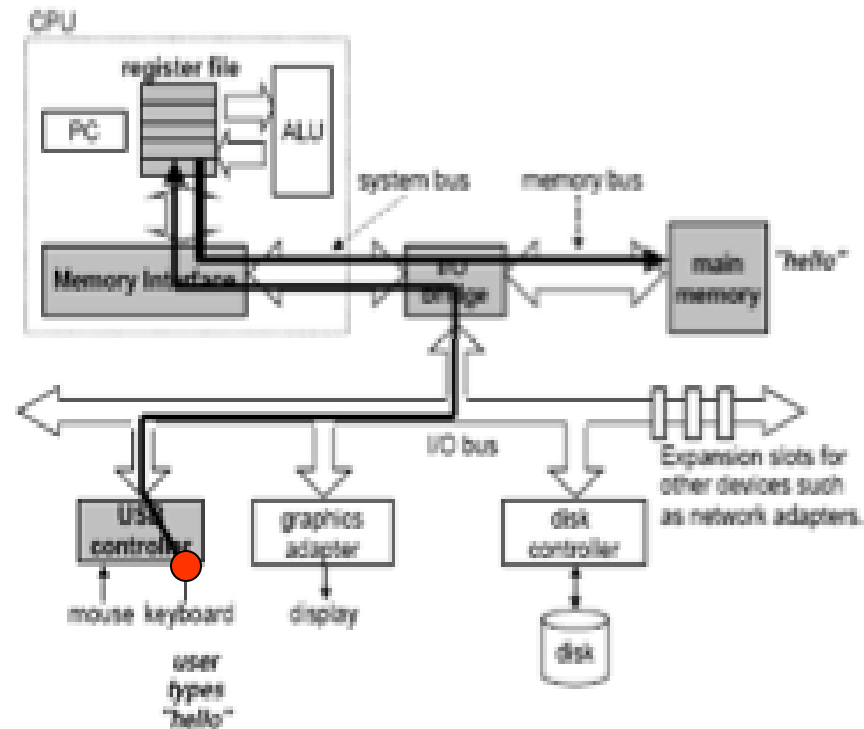 CPU
register file
PC
ALU
system bus
memory bus
Memory Interface
I/O
bridge
main
memory
"hello"
I/O bus
Expansion slots for
other devices such
as network adapters.
USB
controller
graphics
adapter
disk
controller
mouse
keyboard
display
disk
user
types
"hello"